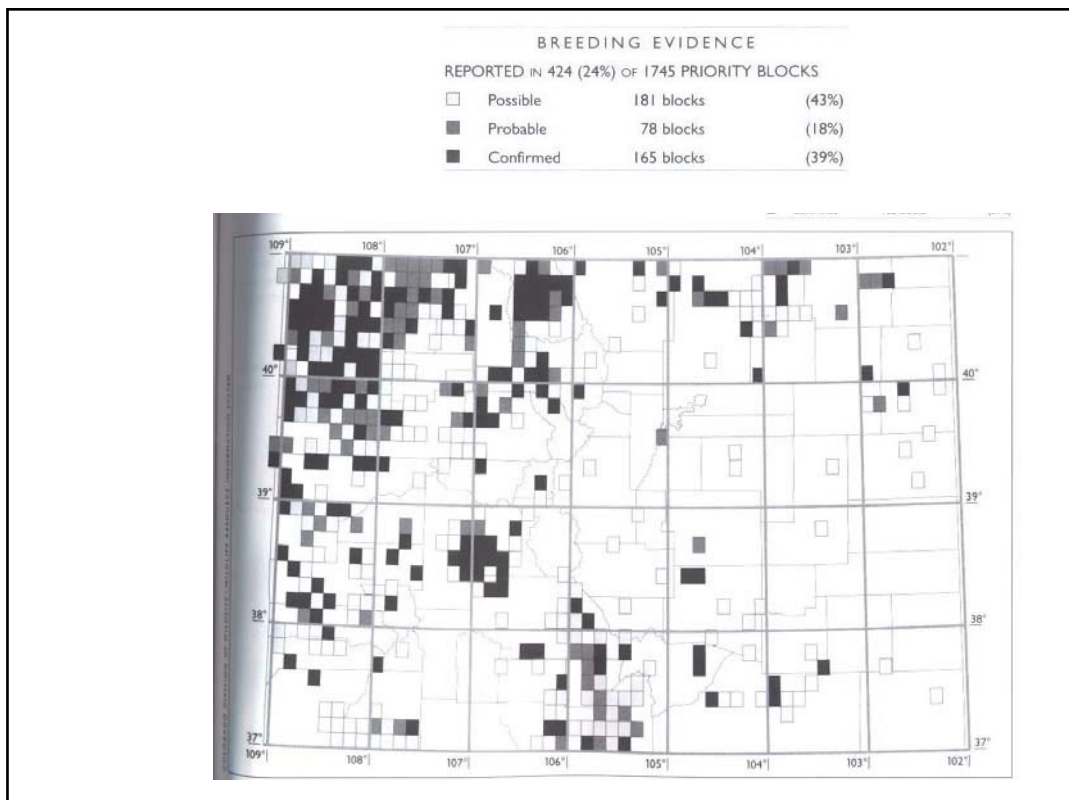 BREEDING EVIDENCE
REPORTED IN 424 (24%) OF 1745 PRIORITY BLOCKS
Possible 181 blocks (43%)
Probable 78 blocks (18%)
Confirmed 165 blocks (39%)
109° 108° 107° 106° 105° 104° 103° 102°
40° 40°
39° 39°
38° 38°
37° 37°
109° 108° 107° 106° 105° 104° 103° 102°